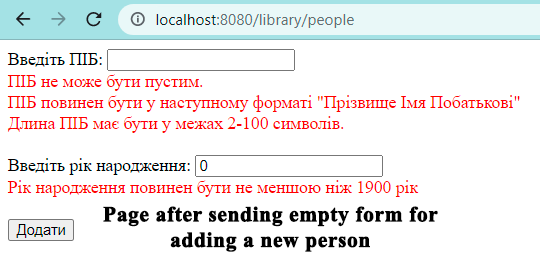 localhost:8080/library/people
Введіть ПІБ:
ПІБ не може бути пустим.
ПІБ повинен бути у наступному форматі "Прізвище Імя Побатькові"
Длина ПІБ має бути у межах 2-100 символів.
Введіть рік народження: 0
Рік народження повинен бути не меншою ніж 1900 рік
Додати
Page after sending empty form for
adding a new person